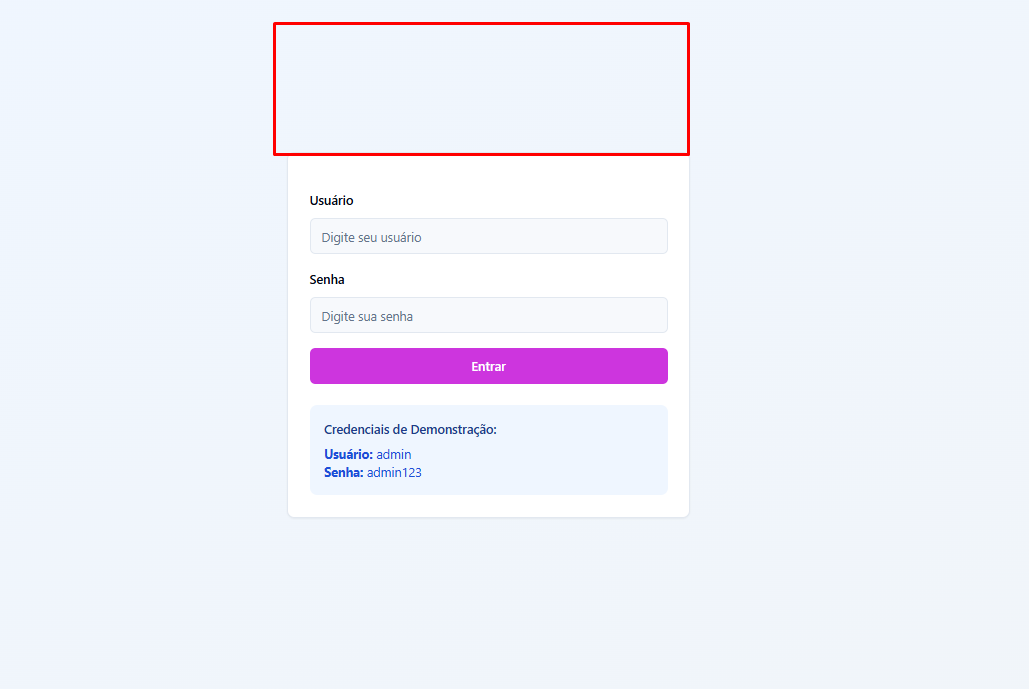 Usuário
Digite seu usuário
Senha
Digite sua senha
Entrar
Credenciais de Demonstração:
Usuário: admin
Senha: admin123